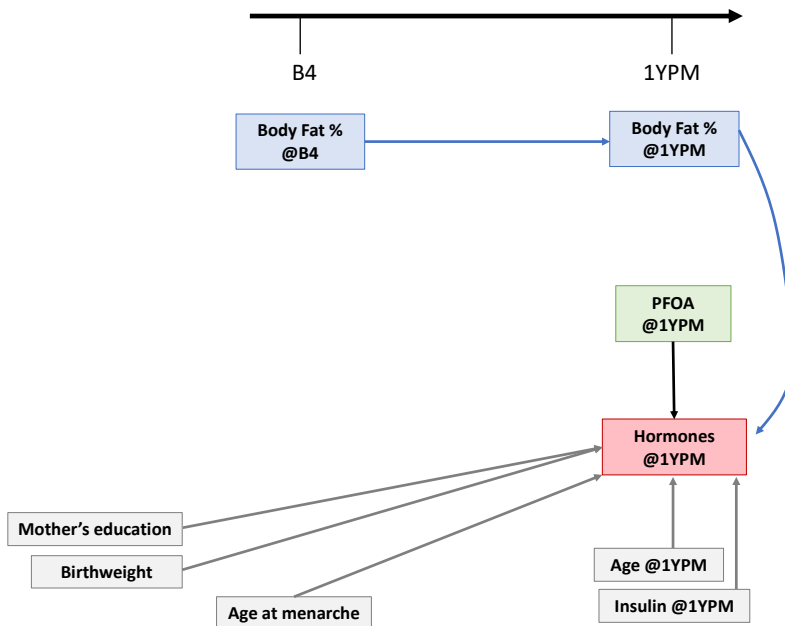 B4
1YPM
Body Fat %
@B4
Body Fat %
@1YPM
PFOA
@1YPM
Hormones
@1YPM
Mother’s education
Birthweight
Age at menarche
Age @1YPM
Insulin @1YPM